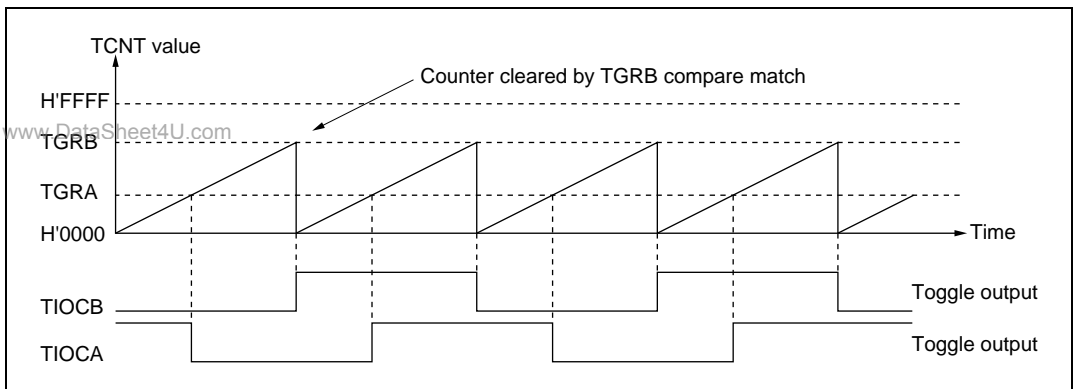 TCNT value
Counter cleared by TGRB compare match
H'FFFF
www.DataSheet4U.com
TGRB
TGRA
H'0000
Time
TIOCB
Toggle output
TIOCA
Toggle output